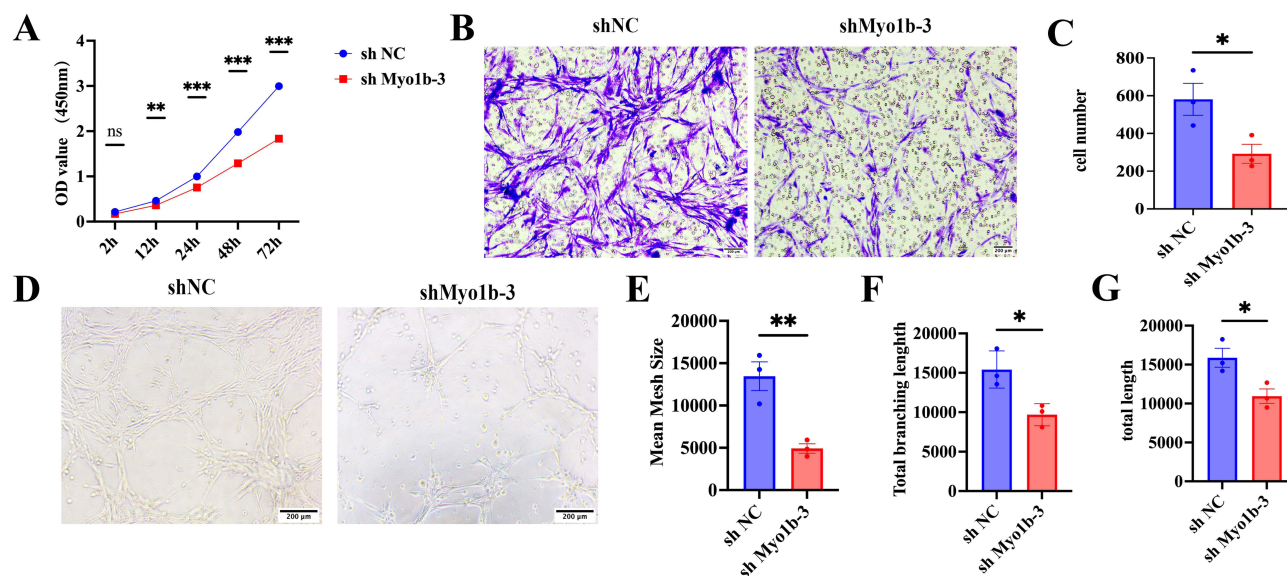 A
OD value (450nm)
4
3
2
1
0
ns
**
***
***
***
2h
12h
24h
48h
72h
sh NC
sh Myo1b-3
B
shNC
shMyo1b-3
200 μm
200 μm
C
cell number
800
600
400
200
0
*
sh NC
sh Myo1b-3
D
shNC
shMyo1b-3
200 μm
200 μm
E
Mean Mesh Size
20000
15000
10000
5000
0
**
sh NC
sh Myo1b-3
F
Total branching lenghth
20000
15000
10000
5000
0
*
sh NC
sh Myo1b-3
G
total length
20000
15000
10000
5000
0
*
sh NC
sh Myo1b-3